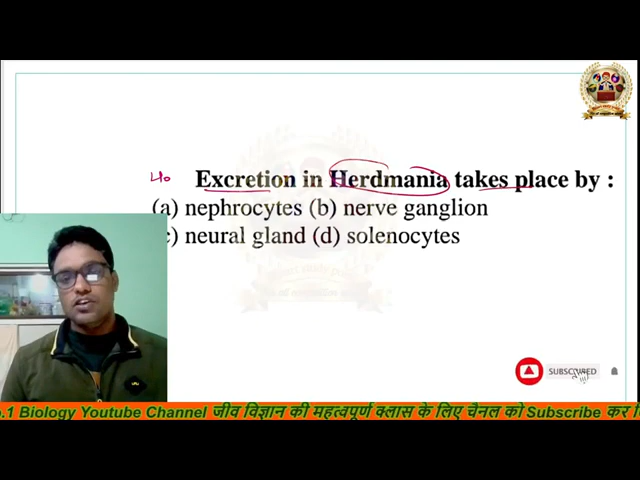 40 Excretion in Herdmania takes place by :
(a) nephrocytes (b) nerve ganglion
c) neural gland (d) solenocytes
SUBSCRIBED
o.1 Biology Youtube Channel जीव विज्ञान की महत्वपूर्ण क्लास के लिए चैनल को Subscribe कर